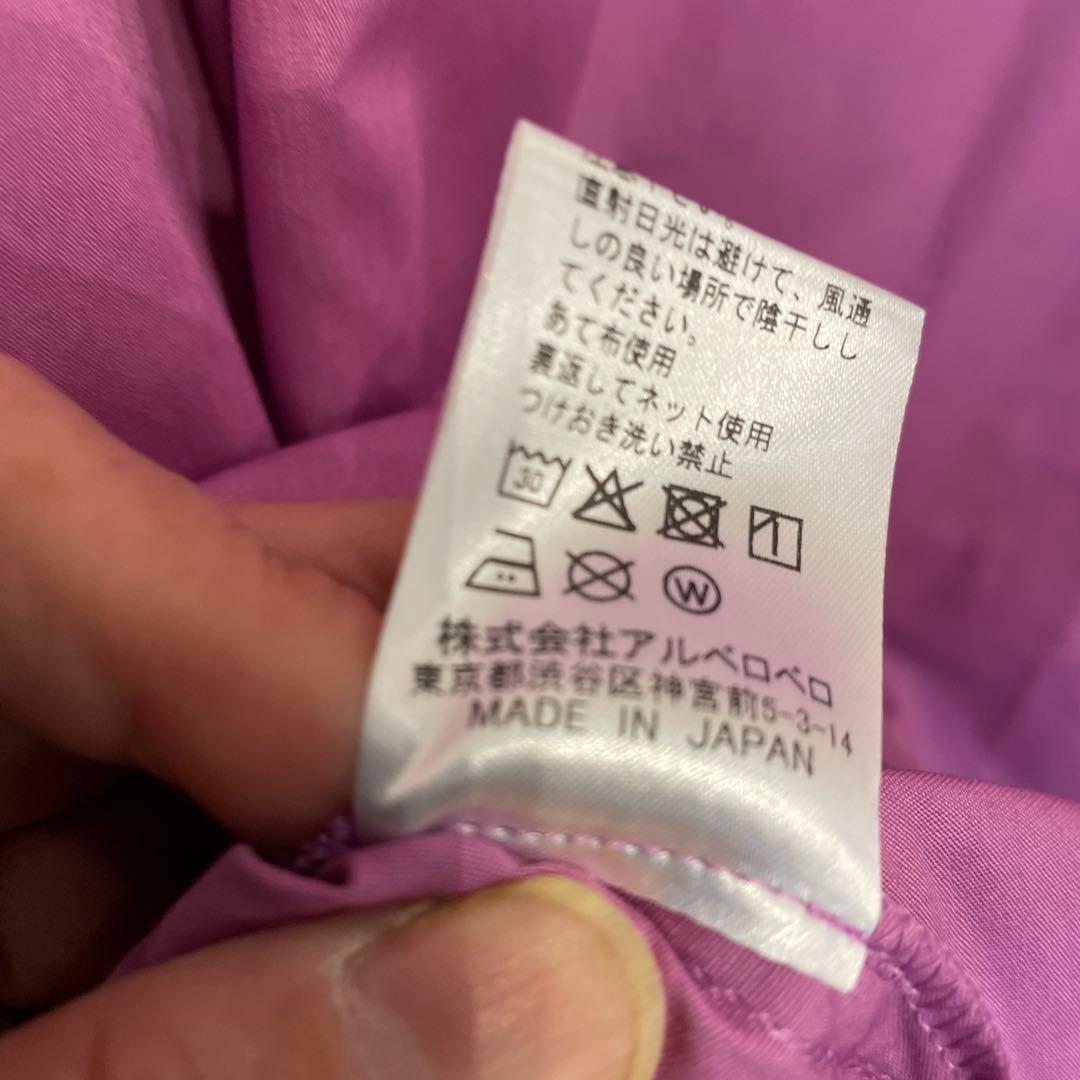 直射日光は避けて、風通
しの良い場所で陰干しし
てください。
あて布使用
裏返してネット使用
つけおき洗い禁止
30
W
株式会社アルベロベロ
東京都渋谷区神宮前5-3-14
MADE IN JAPAN